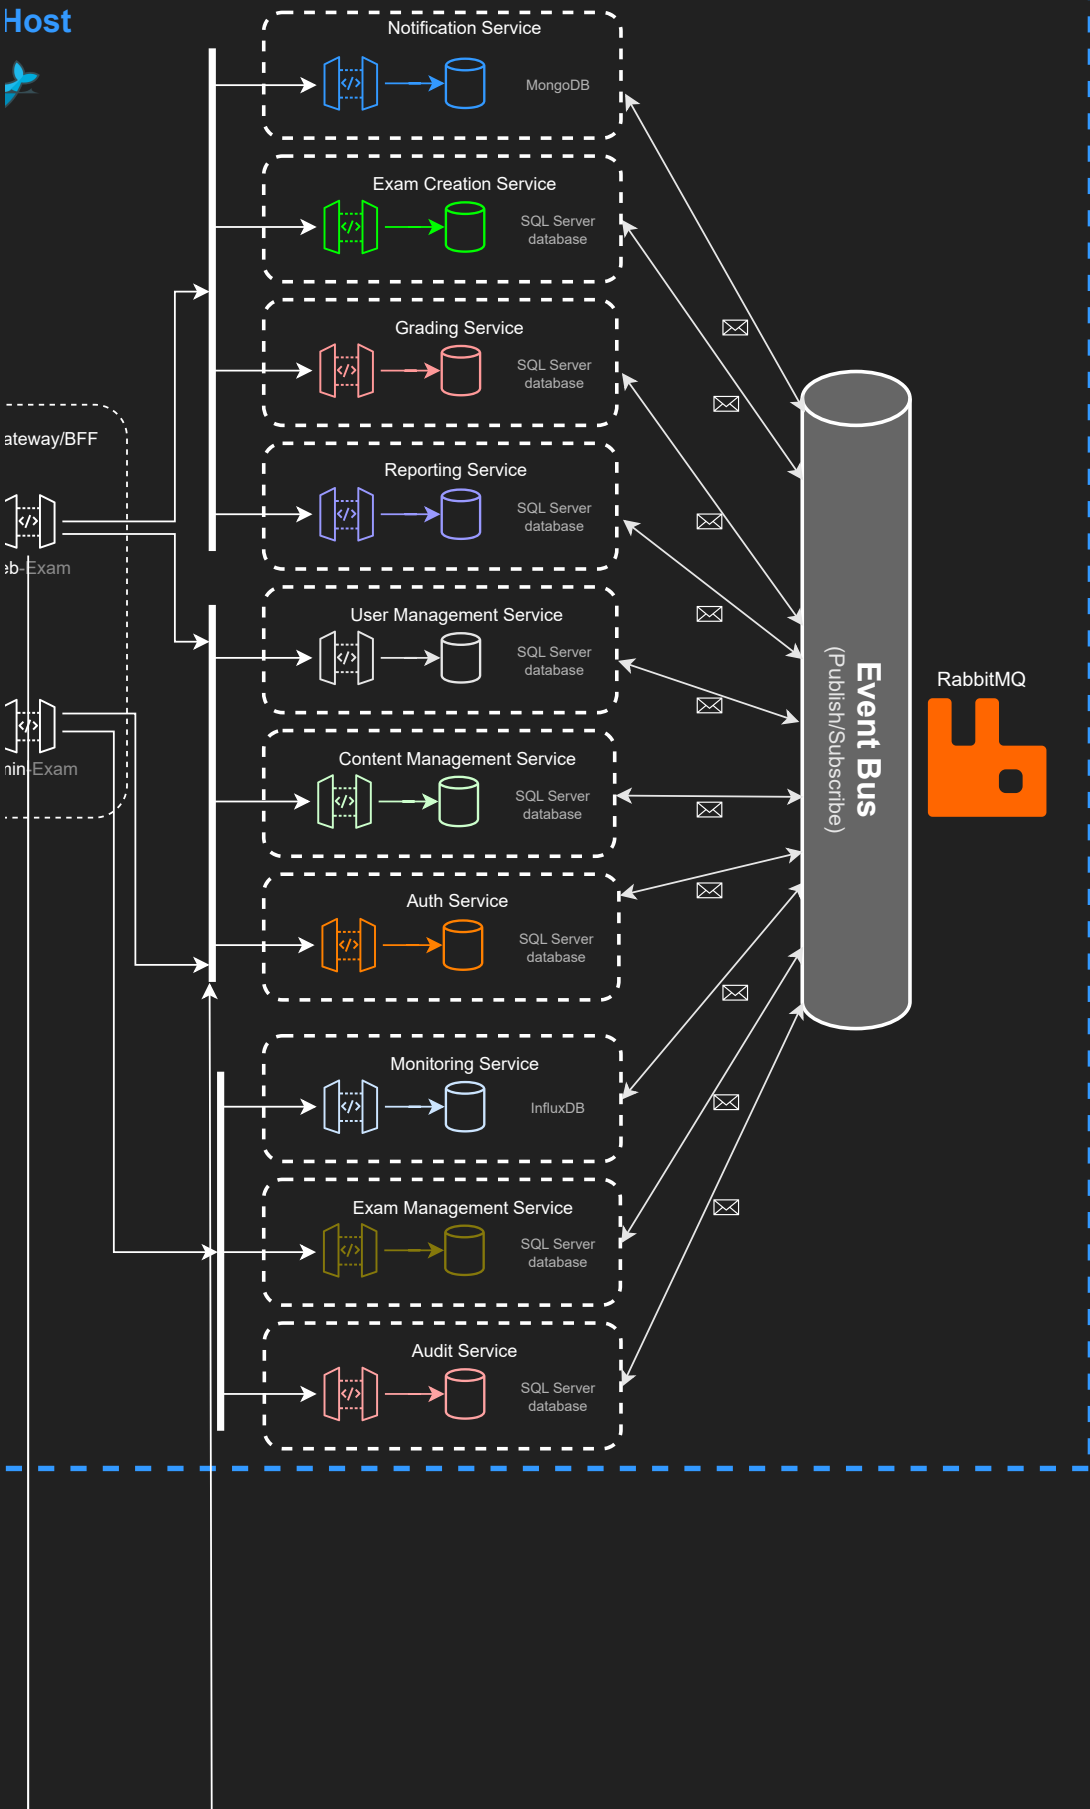 Host
Notification Service
MongoDB
Exam Creation Service
SQL Server
database
Grading Service
SQL Server
database
ateway/BFF
Reporting Service
SQL Server
database
eb-Exam
User Management Service
SQL Server
database
min-Exam
Content Management Service
SQL Server
database
Auth Service
SQL Server
database
Monitoring Service
InfluxDB
Exam Management Service
SQL Server
database
Audit Service
SQL Server
database
Event Bus
(Publish/Subscribe)
RabbitMQ